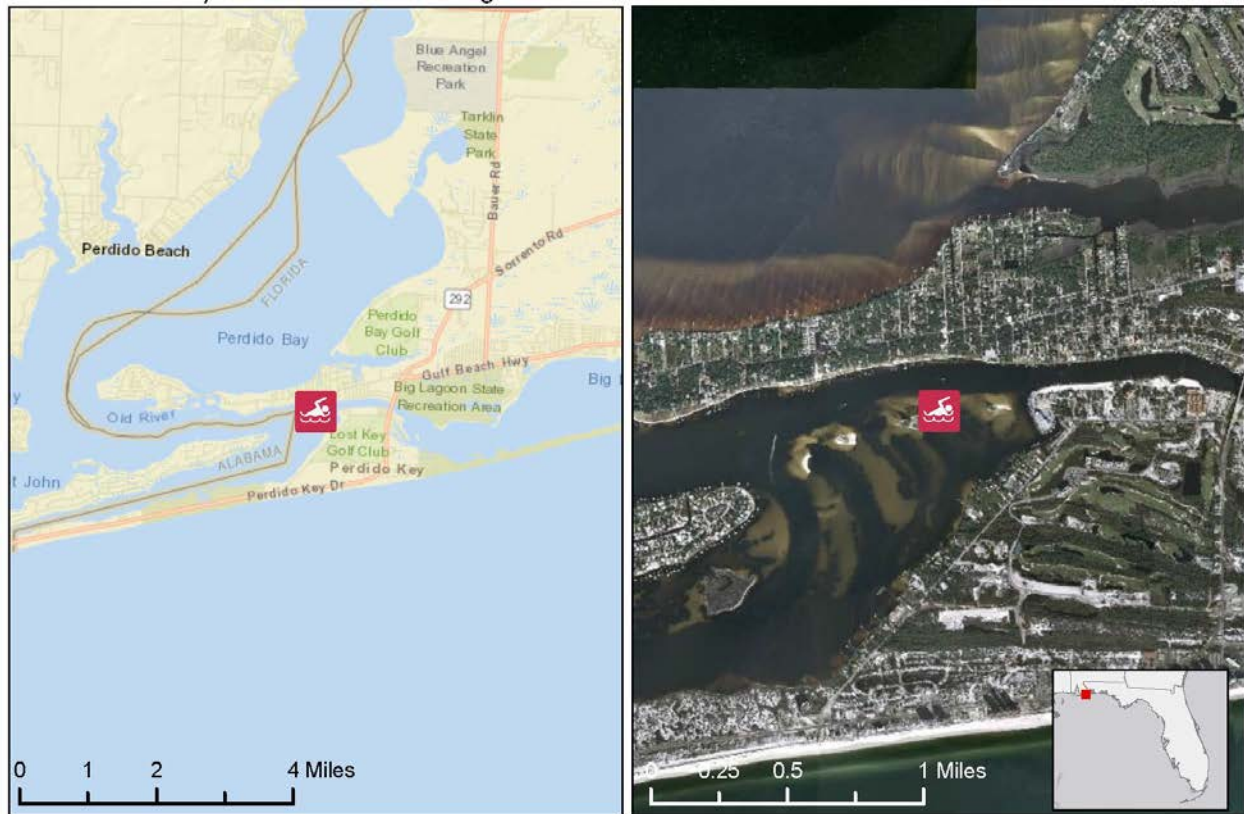 Blue Angel
Recreation
Park
Tarklin
State
Park
Bauer Rd
Perdido Beach
Sorrento Rd
FLORIDA
292
Perdido Bay
Perdido
Bay Golf
Club
Gulf Beach Hwy
Big Lagoon State
Recreation Area
Big
Old River
Lost Key
Golf Club
ALABAMA
Perdido Key
t John
Perdido Key Dr
0 1 2 4 Miles
0 0.25 0.5 1 Miles